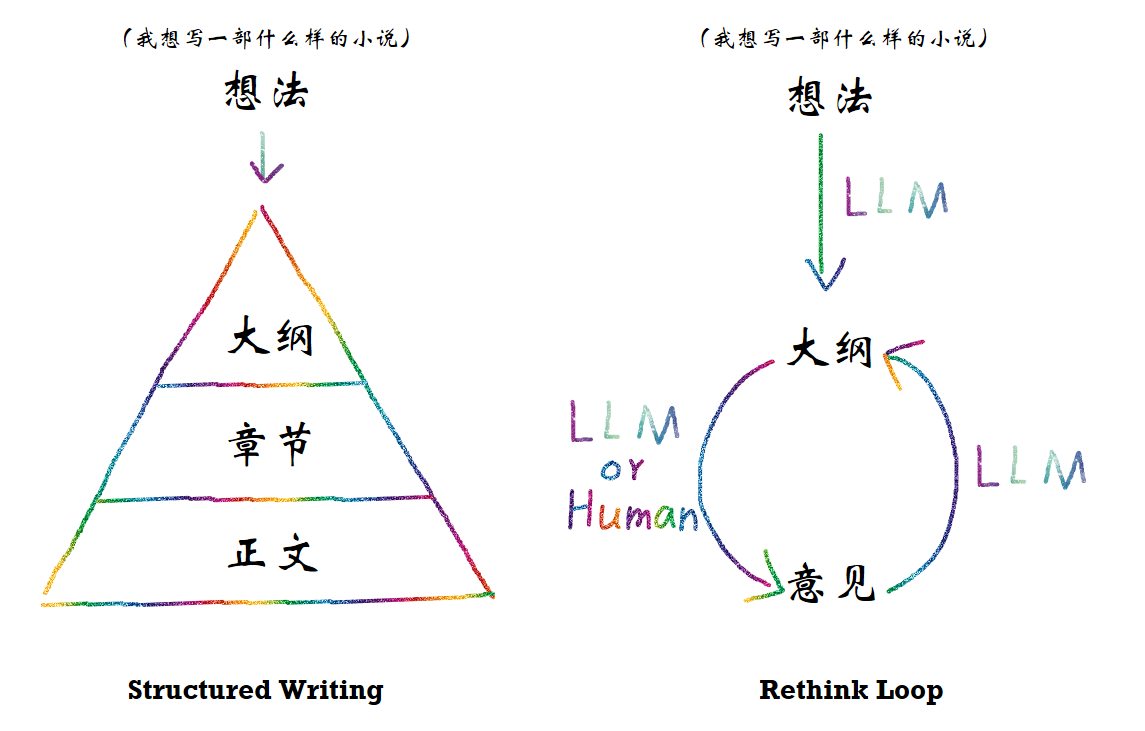 (我想写一部什么样的小说)
想法
大纲
章节
正文
Structured Writing
(我想写一部什么样的小说)
想法
LLM
大纲
LLM
or
Human
LLM
意见
Rethink Loop